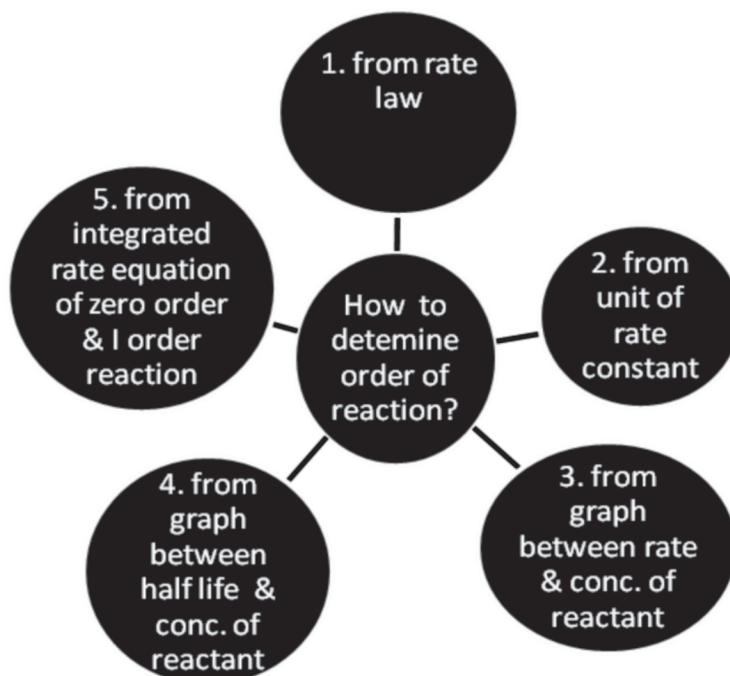 1. from rate
law
2. from
unit of
rate
constant
3. from
graph
between rate
& conc. of
reactant
4. from
graph
between
half life &
conc. of
reactant
5. from
integrated
rate equation
of zero order
& I order
reaction
How to
detemine
order of
reaction?